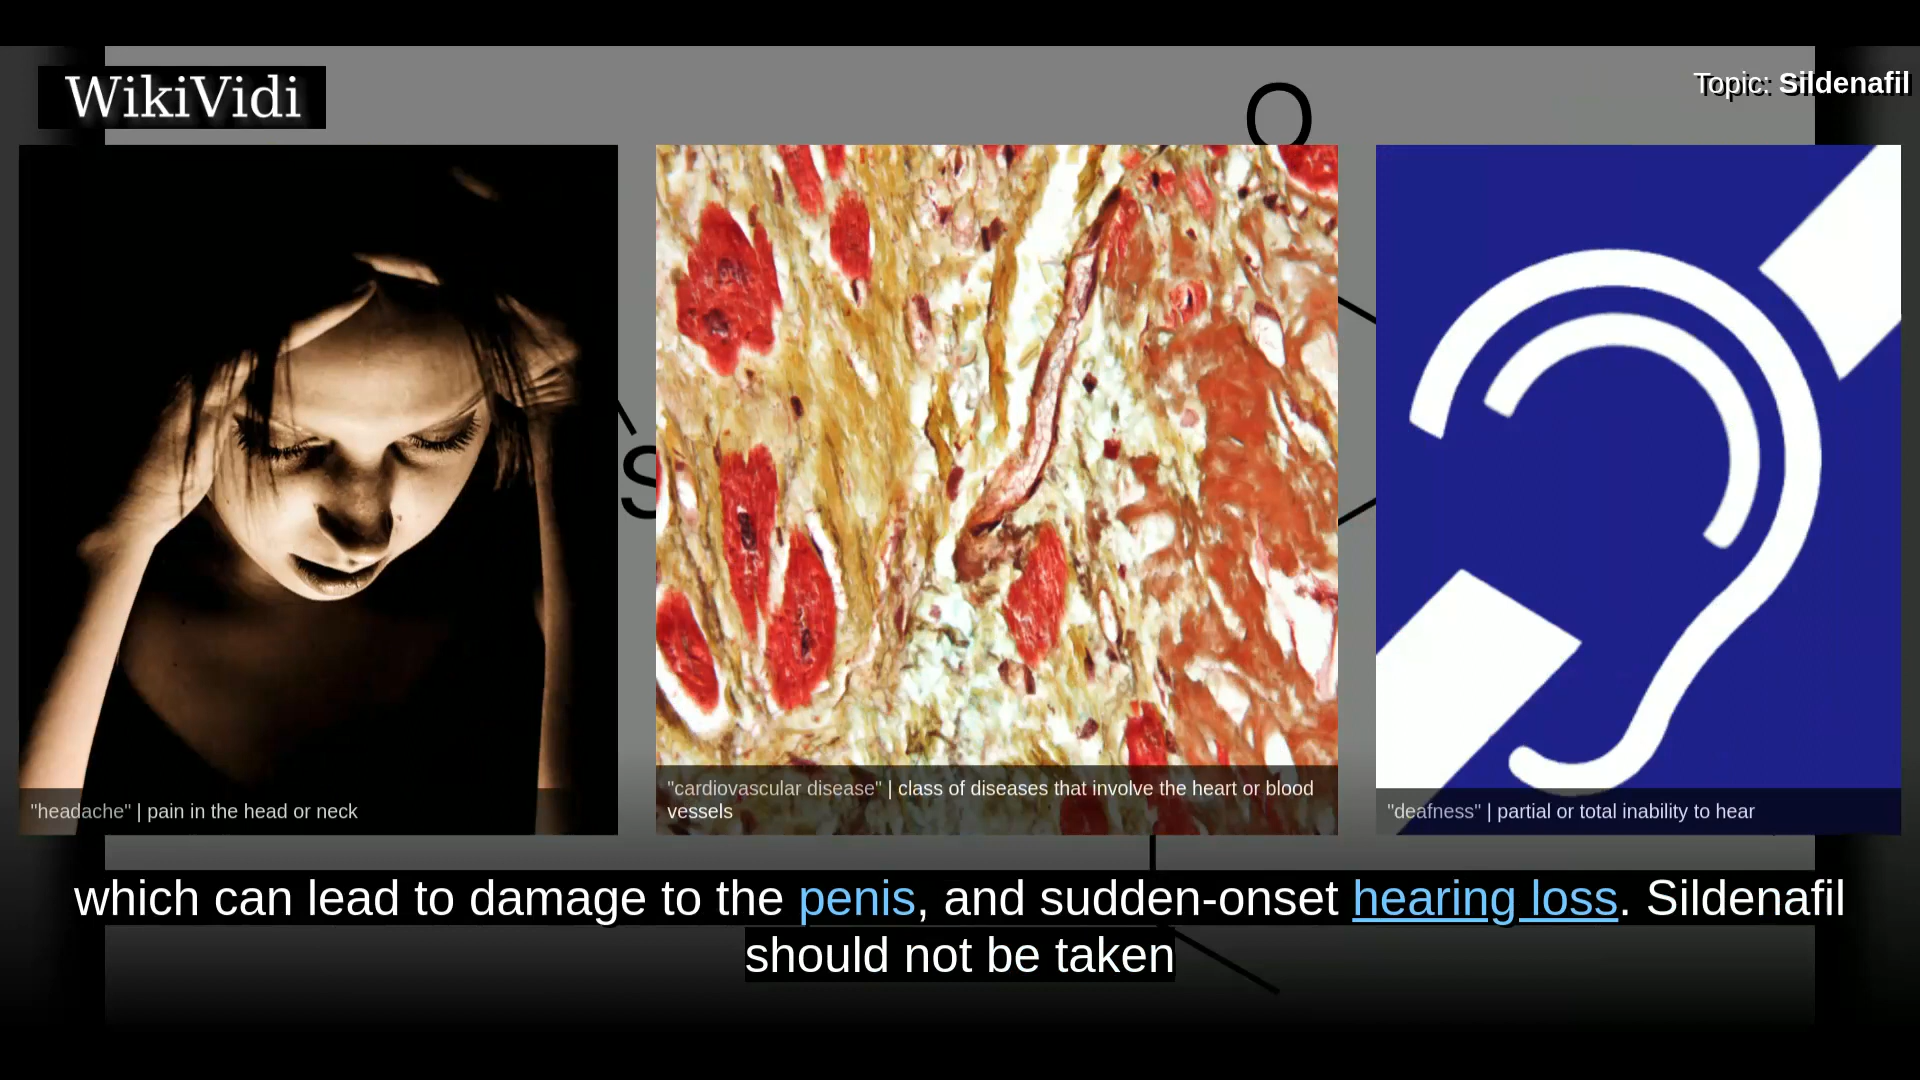 WikiVidi
Topic: Sildenafil
O
S
"headache" | pain in the head or neck
"cardiovascular disease" | class of diseases that involve the heart or blood
vessels
"deafness" | partial or total inability to hear
which can lead to damage to the penis, and sudden-onset hearing loss. Sildenafil
should not be taken